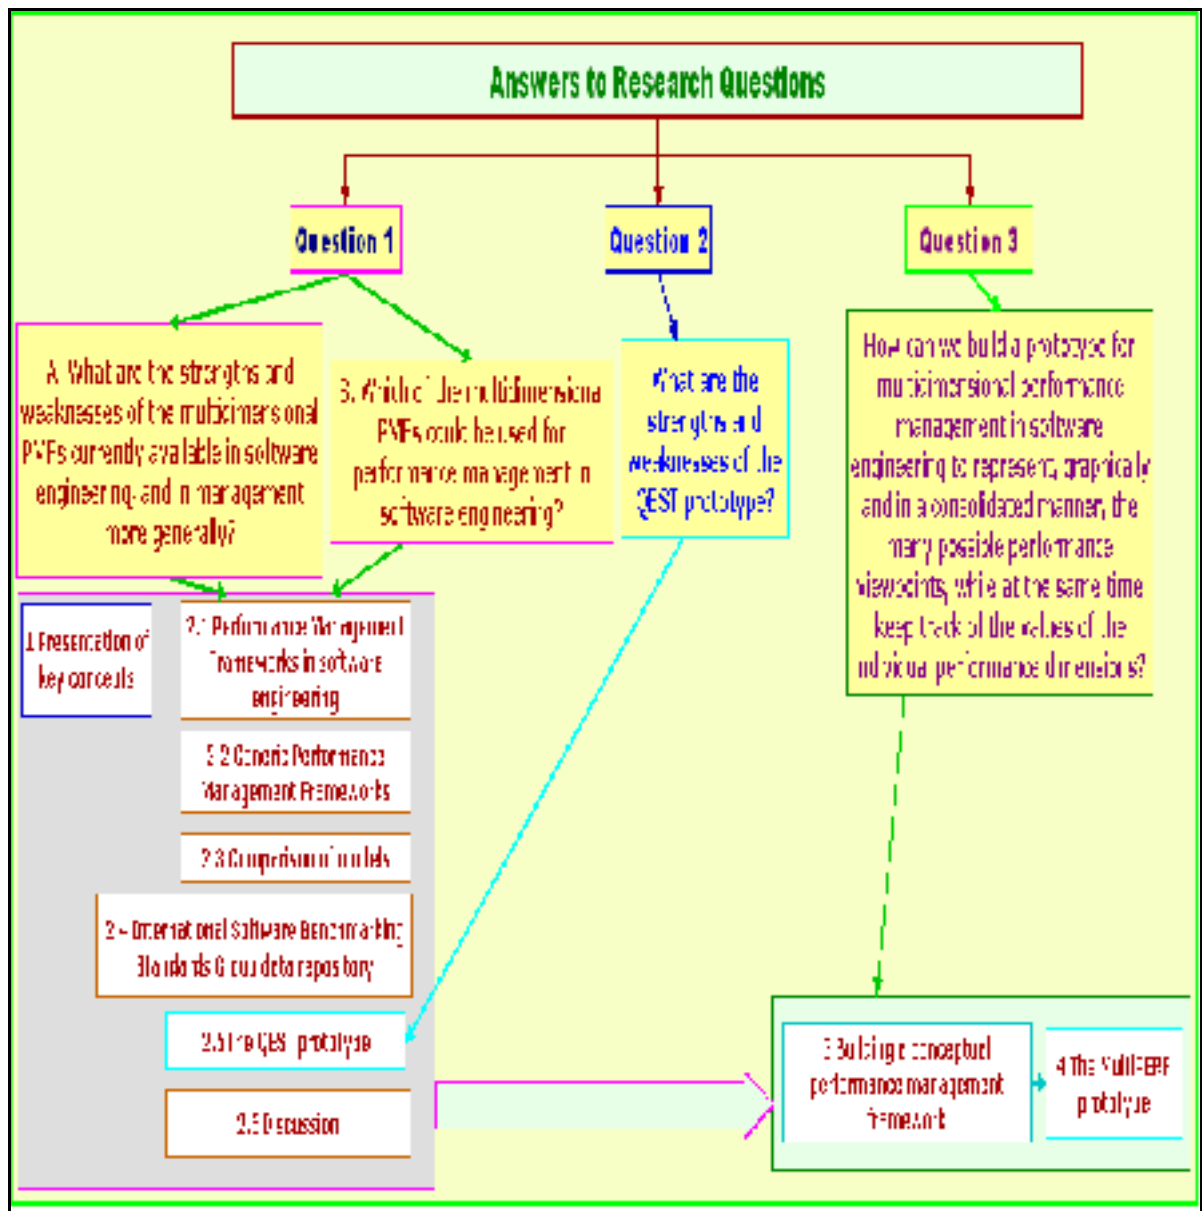 Answers to Research Questions
Question 1
Question 2
Question 3
A. What are the strengths and
weaknesses of the multidimensional
PMFs currently available in software
engineering- and in management
more generally?
B. Which of the multidimensiona
PMFs could be used for
performance management in
software engineering?
What are the
strengths and
weaknesses of the
QEST prototype?
How can we build a prototype for
multidimensional performance
management in software
engineering to represent, graphically
and in a consolidated manner, the
many possible performance
viewpoints, while at the same time
keep track of the values of the
individual performance dimensions?
1 Presentation of
key concepts
2.1 Performance Management
Frameworks in software
engineering
2.2 Generic Performance
Management Frameworks
2.3 Comparison of models
2.4 International Software Benchmarking
Standards Group data repository
2.5 The QEST prototype
Discussion
3 Building a conceptual
performance management
framework
4 The MultiPERF
prototype